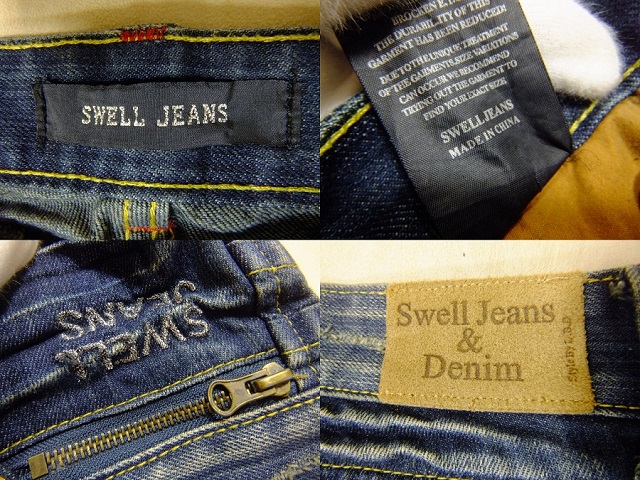 SWELL JEANS
THE DURABILITY OF THIS
GARMENT HAS BEEN REDUCED
DUE TO THE UNIQUE TREATMENT
OF THE GARMENTS, SIZE VARIATIONS
CAN OCCUR. WE RECOMMEND
TRYING OUT THE GARMENT TO
FIND YOUR EXACT SIZE.
SWELL JEANS
MADE IN CHINA
SWELL
JEANS
Swell Jeans
&
Denim